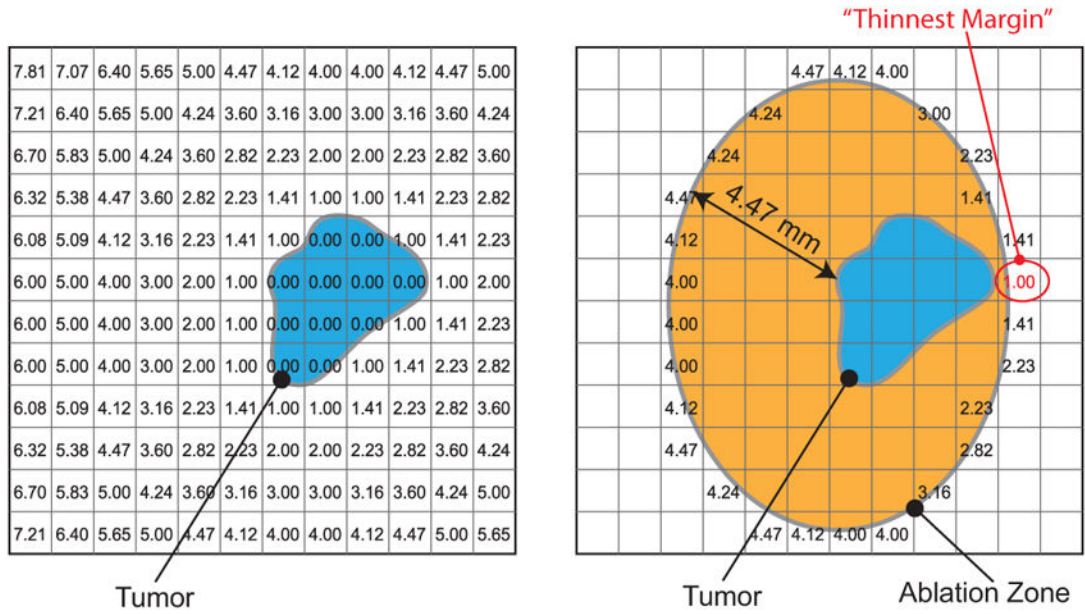 “Thinnest Margin”
7.81 7.07 6.40 5.65 5.00 4.47 4.12 4.00 4.00 4.12 4.47 5.00
7.21 6.40 5.65 5.00 4.24 3.60 3.16 3.00 3.00 3.16 3.60 4.24
6.70 5.83 5.00 4.24 3.60 2.82 2.23 2.00 2.00 2.23 2.82 3.60
6.32 5.38 4.47 3.60 2.82 2.23 1.41 1.00 1.00 1.41 2.23 2.82
6.08 5.09 4.12 3.16 2.23 1.41 1.00 0.00 0.00 1.00 1.41 2.23
6.00 5.00 4.00 3.00 2.00 1.00 0.00 0.00 0.00 0.00 1.00 2.00
6.00 5.00 4.00 3.00 2.00 1.00 0.00 0.00 0.00 1.00 1.41 2.23
6.00 5.00 4.00 3.00 2.00 1.00 0.00 0.00 1.00 1.41 2.23 2.82
6.08 5.09 4.12 3.16 2.23 1.41 1.00 1.00 1.41 2.23 2.82 3.60
6.32 5.38 4.47 3.60 2.82 2.23 2.00 2.00 2.23 2.82 3.60 4.24
6.70 5.83 5.00 4.24 3.60 3.16 3.00 3.00 3.16 3.60 4.24 5.00
7.21 6.40 5.65 5.00 4.47 4.12 4.00 4.00 4.12 4.47 5.00 5.65
Tumor
4.47 4.12 4.00
4.24 3.00
4.24 2.23
4.47 1.41
4.47 mm
4.12 1.41
4.00 1.00
4.00 1.41
4.00 2.23
4.12 2.23
4.47 2.82
4.24 3.16
4.47 4.12 4.00 4.00
Tumor
Ablation Zone